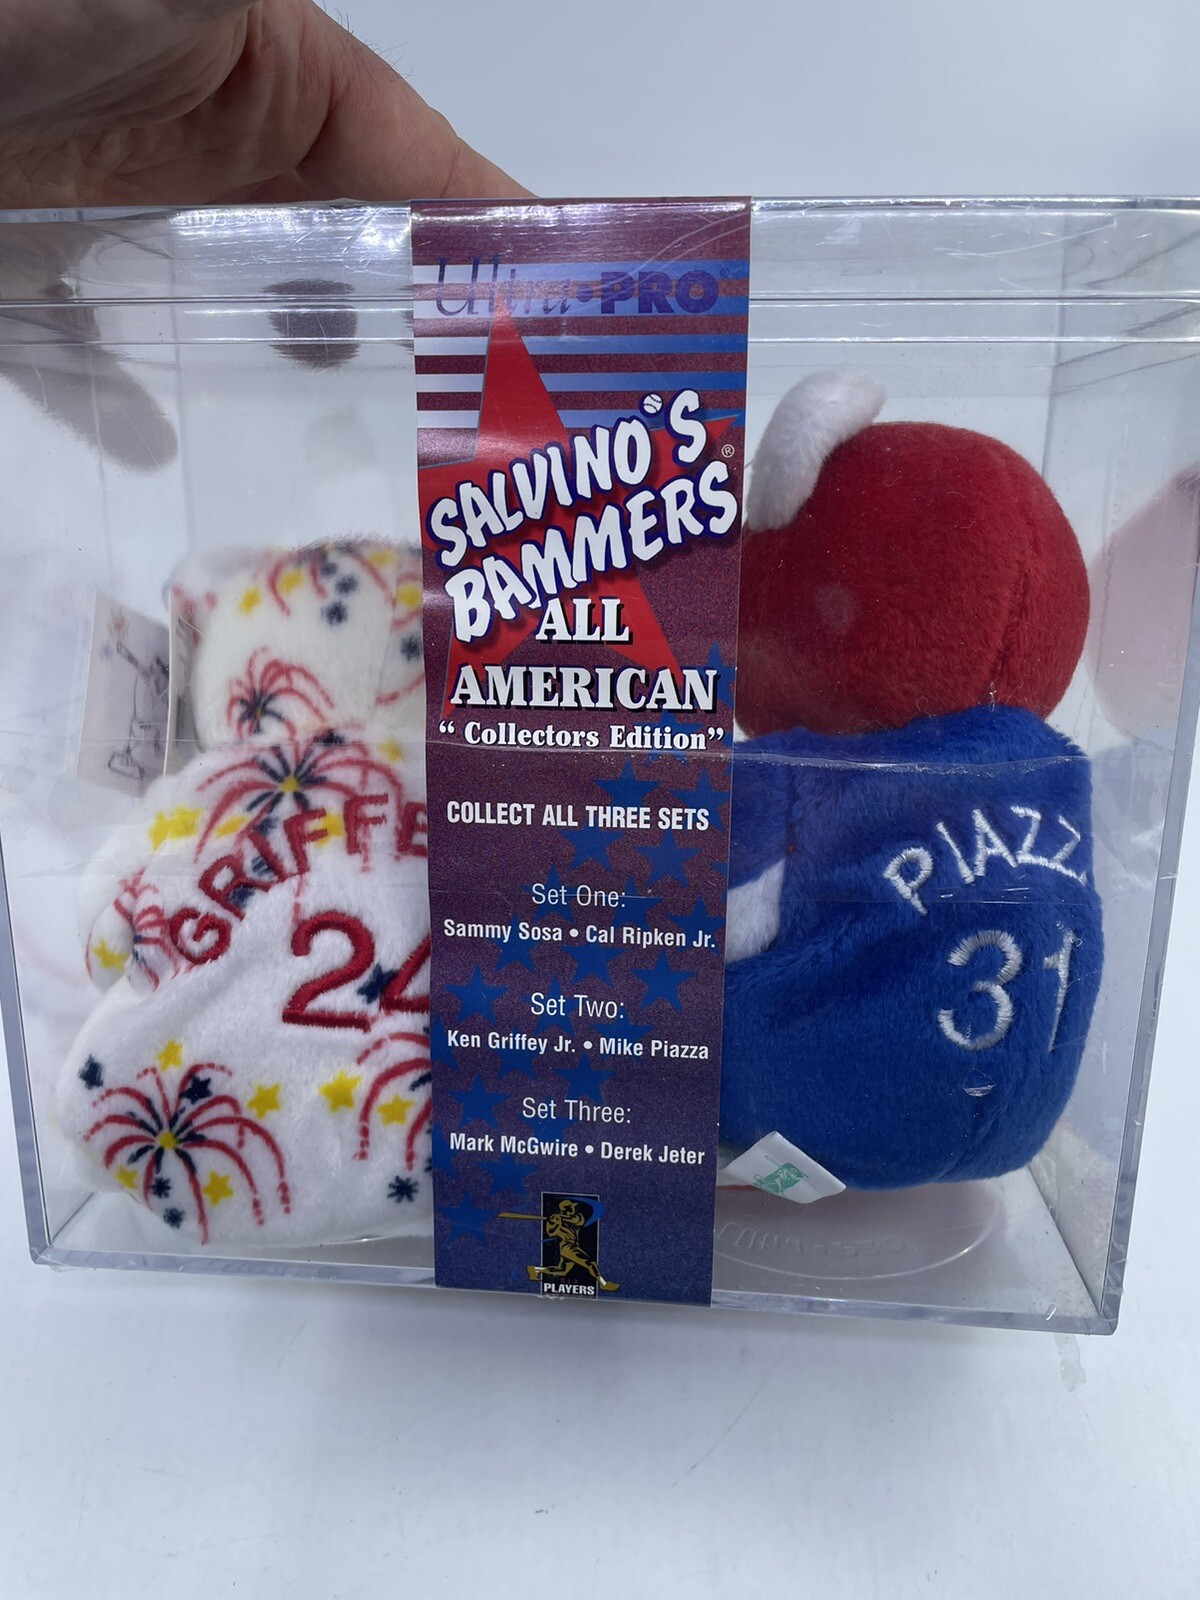 Ultra•PRO
SALVINO'S
BAMMERS®
ALL
AMERICAN
“ Collectors Edition”
COLLECT ALL THREE SETS
Set One:
Sammy Sosa • Cal Ripken Jr.
Set Two:
Ken Griffey Jr. • Mike Piazza
Set Three:
Mark McGwire • Derek Jeter
PLAYERS
GRIFFE
24
PIAZZ
31